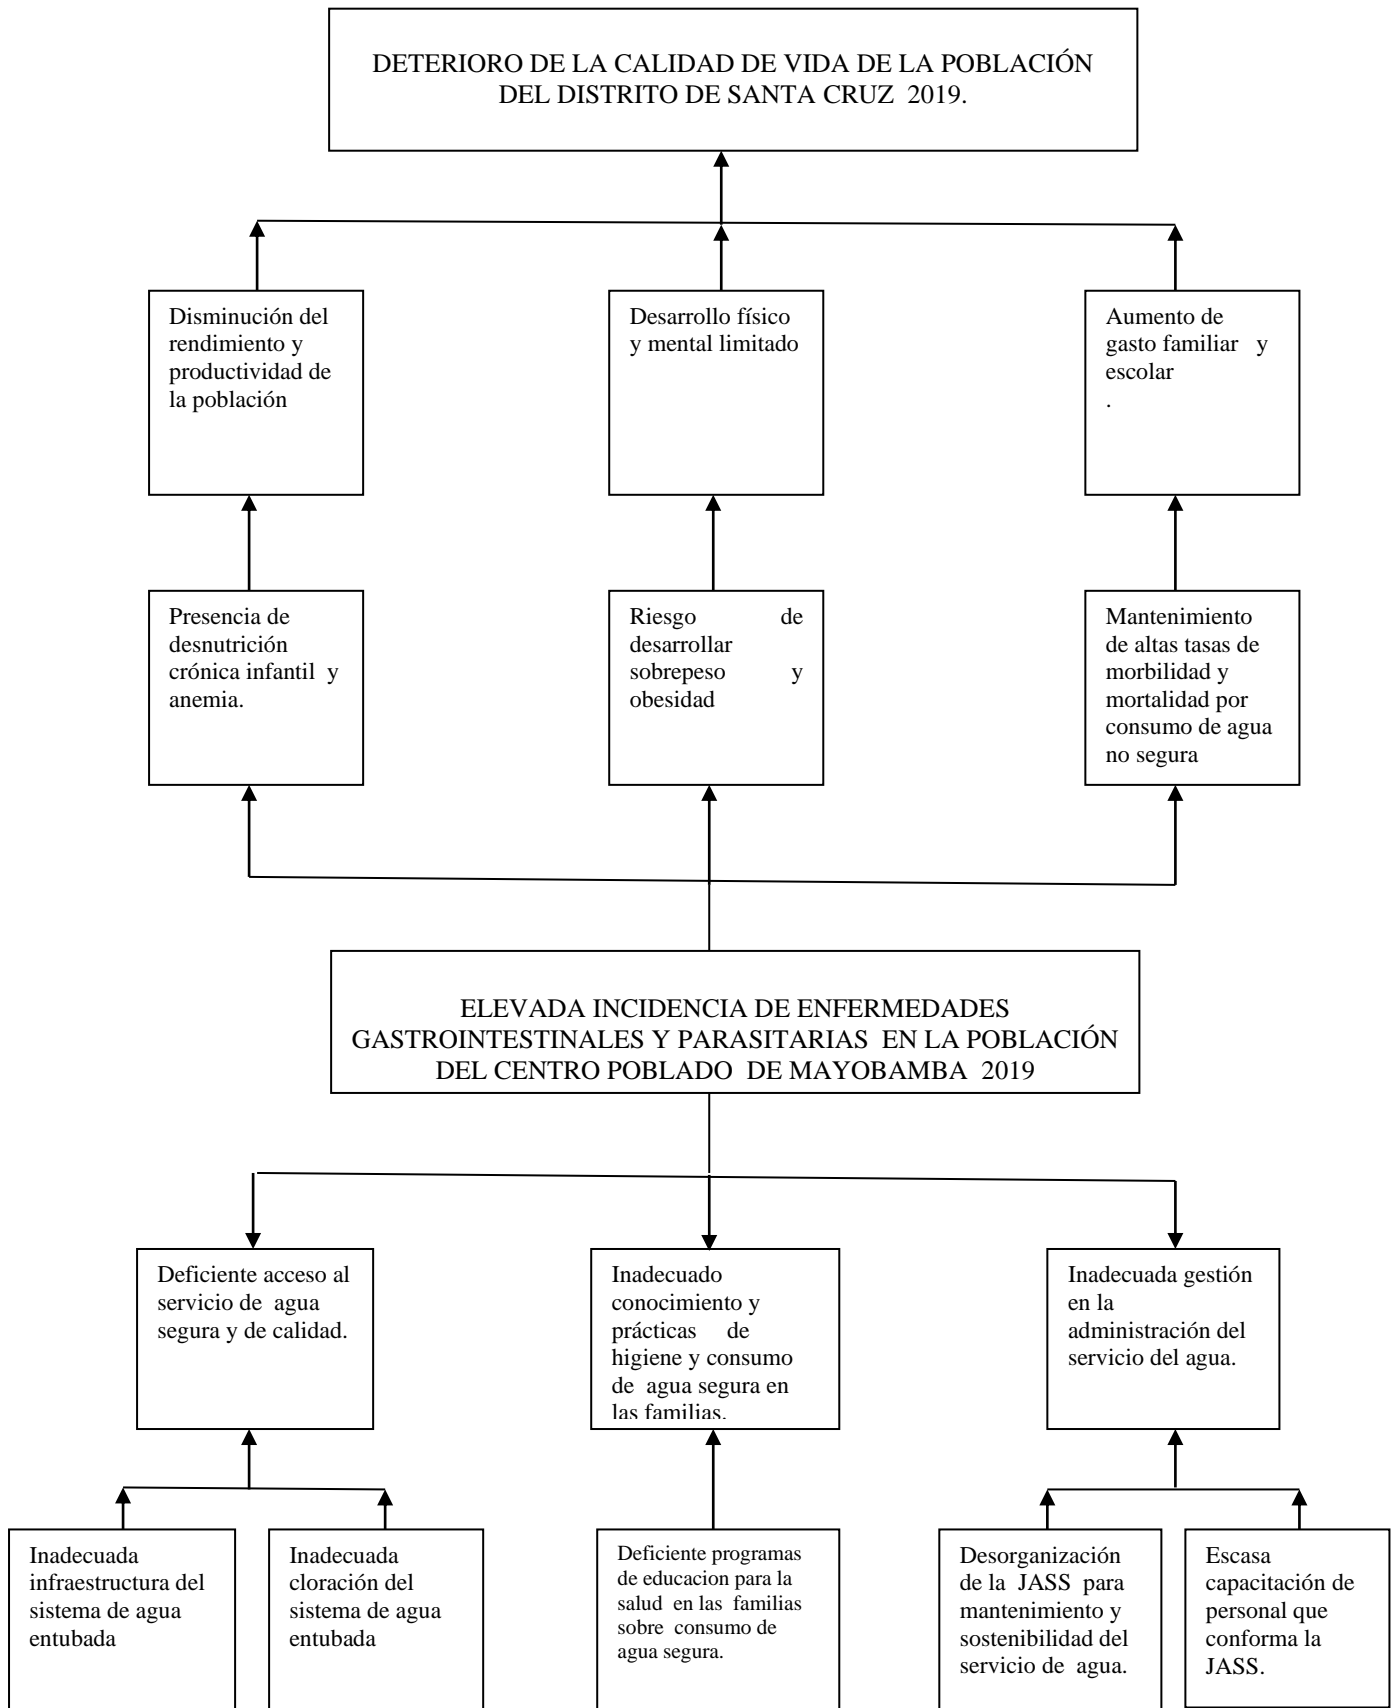 DETERIORO DE LA CALIDAD DE VIDA DE LA POBLACIÓN
DEL DISTRITO DE SANTA CRUZ 2019.
Disminución del
rendimiento y
productividad de
la población
Desarrollo físico
y mental limitado
Aumento de
gasto familiar y
escolar
.
Presencia de
desnutrición
crónica infantil y
anemia.
Riesgo de
desarrollar
sobrepeso y
obesidad
Mantenimiento
de altas tasas de
morbilidad y
mortalidad por
consumo de agua
no segura
ELEVADA INCIDENCIA DE ENFERMEDADES
GASTROINTESTINALES Y PARASITARIAS EN LA POBLACIÓN
DEL CENTRO POBLADO DE MAYOBAMBA 2019
Deficiente acceso al
servicio de agua
segura y de calidad.
Inadecuado
conocimiento y
prácticas de
higiene y consumo
de agua segura en
las familias.
Inadecuada gestión
en la
administración del
servicio del agua.
Inadecuada
infraestructura del
sistema de agua
entubada
Inadecuada
cloración del
sistema de agua
entubada
Deficiente programas
de educacion para la
salud en las familias
sobre consumo de
agua segura.
Desorganización
de la JASS para
mantenimiento y
sostenibilidad del
servicio de agua.
Escasa
capacitación de
personal que
conforma la
JASS.